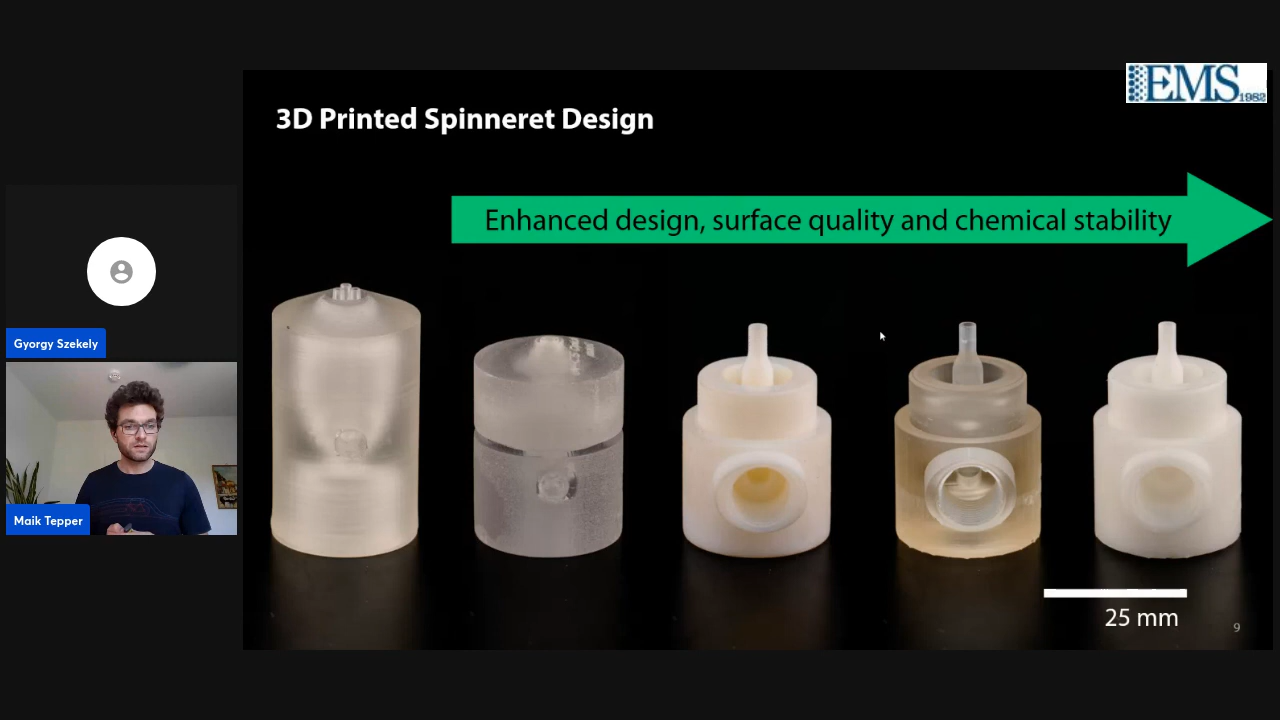 EMS 1982
3D Printed Spinneret Design
Enhanced design, surface quality and chemical stability
Gyorgy Szekely
Maik Tepper
25 mm
9